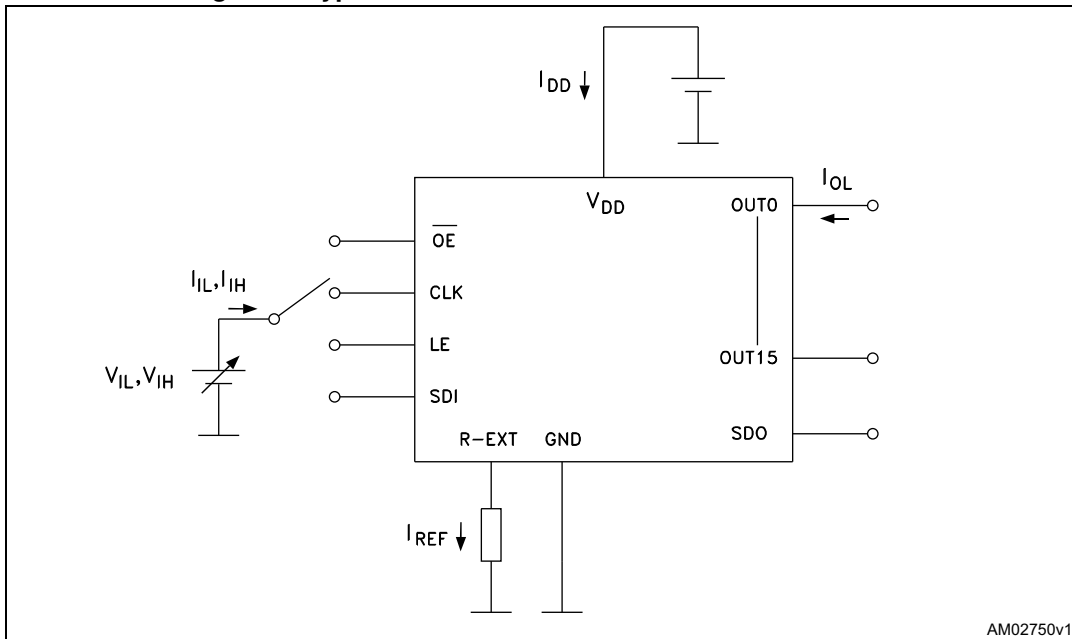 I_DD
V_DD
I_OL
OUT0
OE
I_IL,I_IH
CLK
LE
OUT15
V_IL,V_IH
SDI
SDO
R-EXT GND
I_REF
AM02750v1